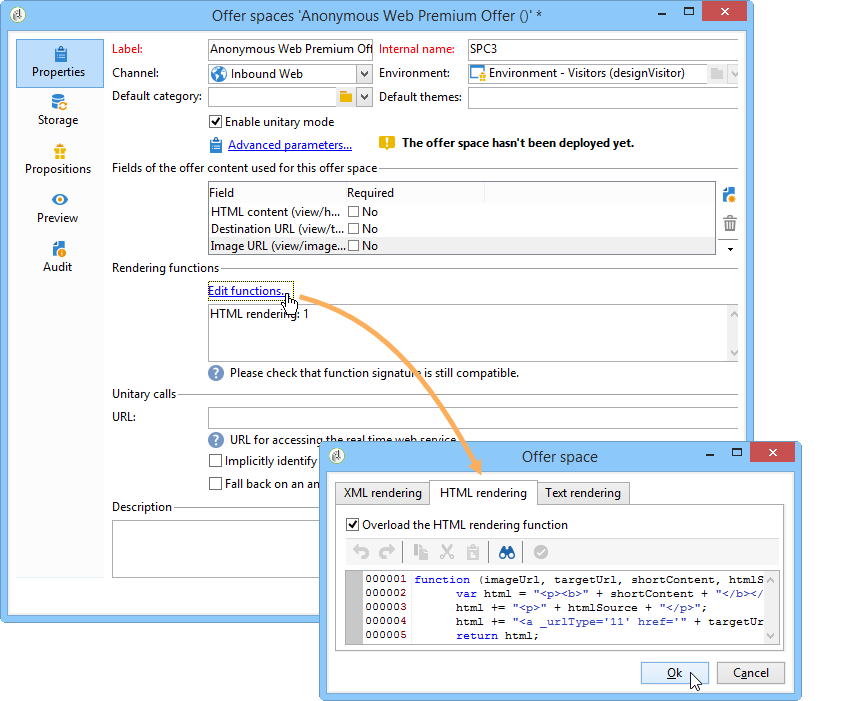 Offer spaces 'Anonymous Web Premium Offer ()' *
Properties
Storage
Propositions
Preview
Audit
Label: Anonymous Web Premium Off Internal name: SPC3
Channel: Inbound Web Environment: Environment - Visitors (designVisitor)
Default category: Default themes:
Enable unitary mode
Advanced parameters... The offer space hasn't been deployed yet.
Fields of the offer content used for this offer space
Field Required
HTML content (view/h... No
Destination URL (view/t... No
Image URL (view/image... No
Rendering functions
Edit functions...
HTML rendering: 1
Please check that function signature is still compatible.
Unitary calls
URL:
URL for accessing the real time web service
Implicitly identify
Fall back on an an
Description
Offer space
XML rendering HTML rendering Text rendering
Overload the HTML rendering function
000001 function (imageUrl, targetUrl, shortContent, htmlS
000002 var html = "<p><b>" + shortContent + "</b></
000003 html += "<p>" + htmlSource + "</p>";
000004 html += "<a _urlType='11' href='" + targetUr
000005 return html;
Ok Cancel